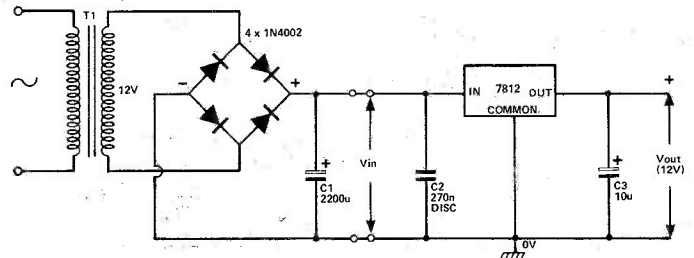 T1
4 x 1N4002
12V
–
+
IN 7812 OUT
COMMON
+
+
C1
2200u
Vin
C2
270n
DISC
+
C3
10u
Vout
(12V)
0V